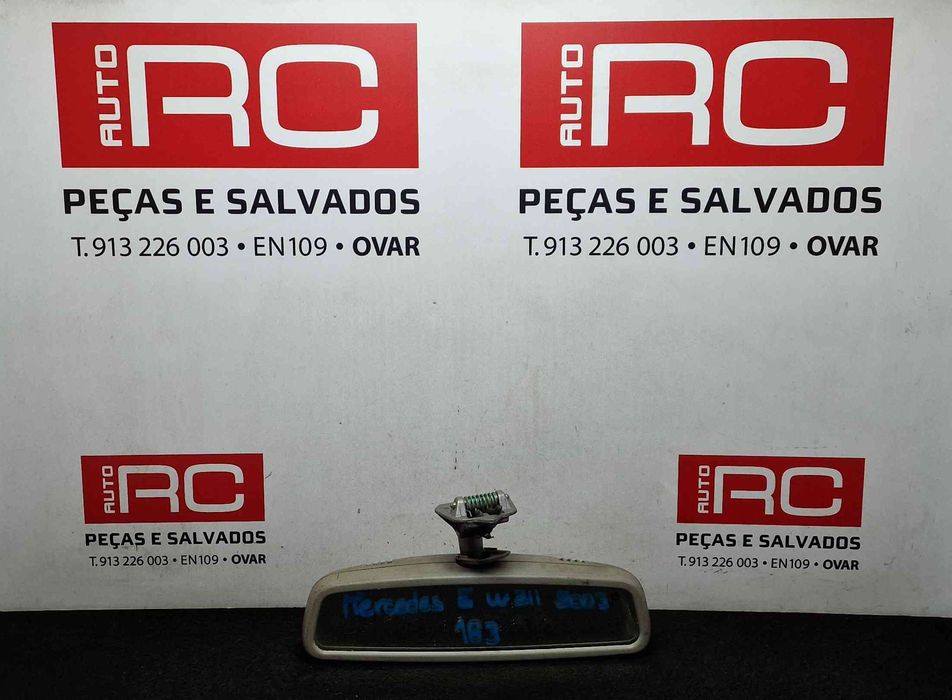 AUTO RC
PEÇAS E SALVADOS
T. 913 226 003 • EN109 • OVAR
AUTO RC
PEÇAS E SALVADOS
T. 913 226 003 • EN109 • OVAR
AUTO RC
PEÇAS E SALVADOS
T. 913 226 003 • EN109 • OVAR
AUTO RC
PEÇAS E SALVADOS
T. 913 226 003 • EN109 • OVAR
Mercedes E W211 2003
183